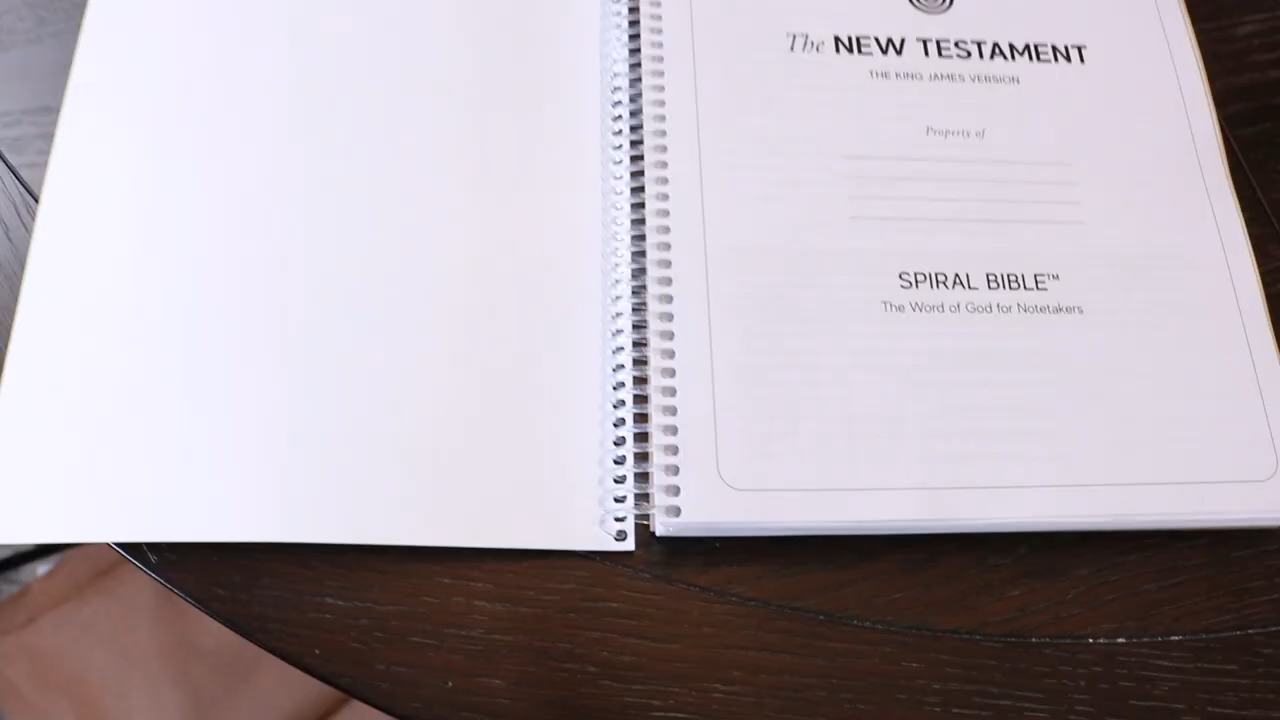 The NEW TESTAMENT
THE KING JAMES VERSION
Property of
SPIRAL BIBLE™
The Word of God for Notetakers